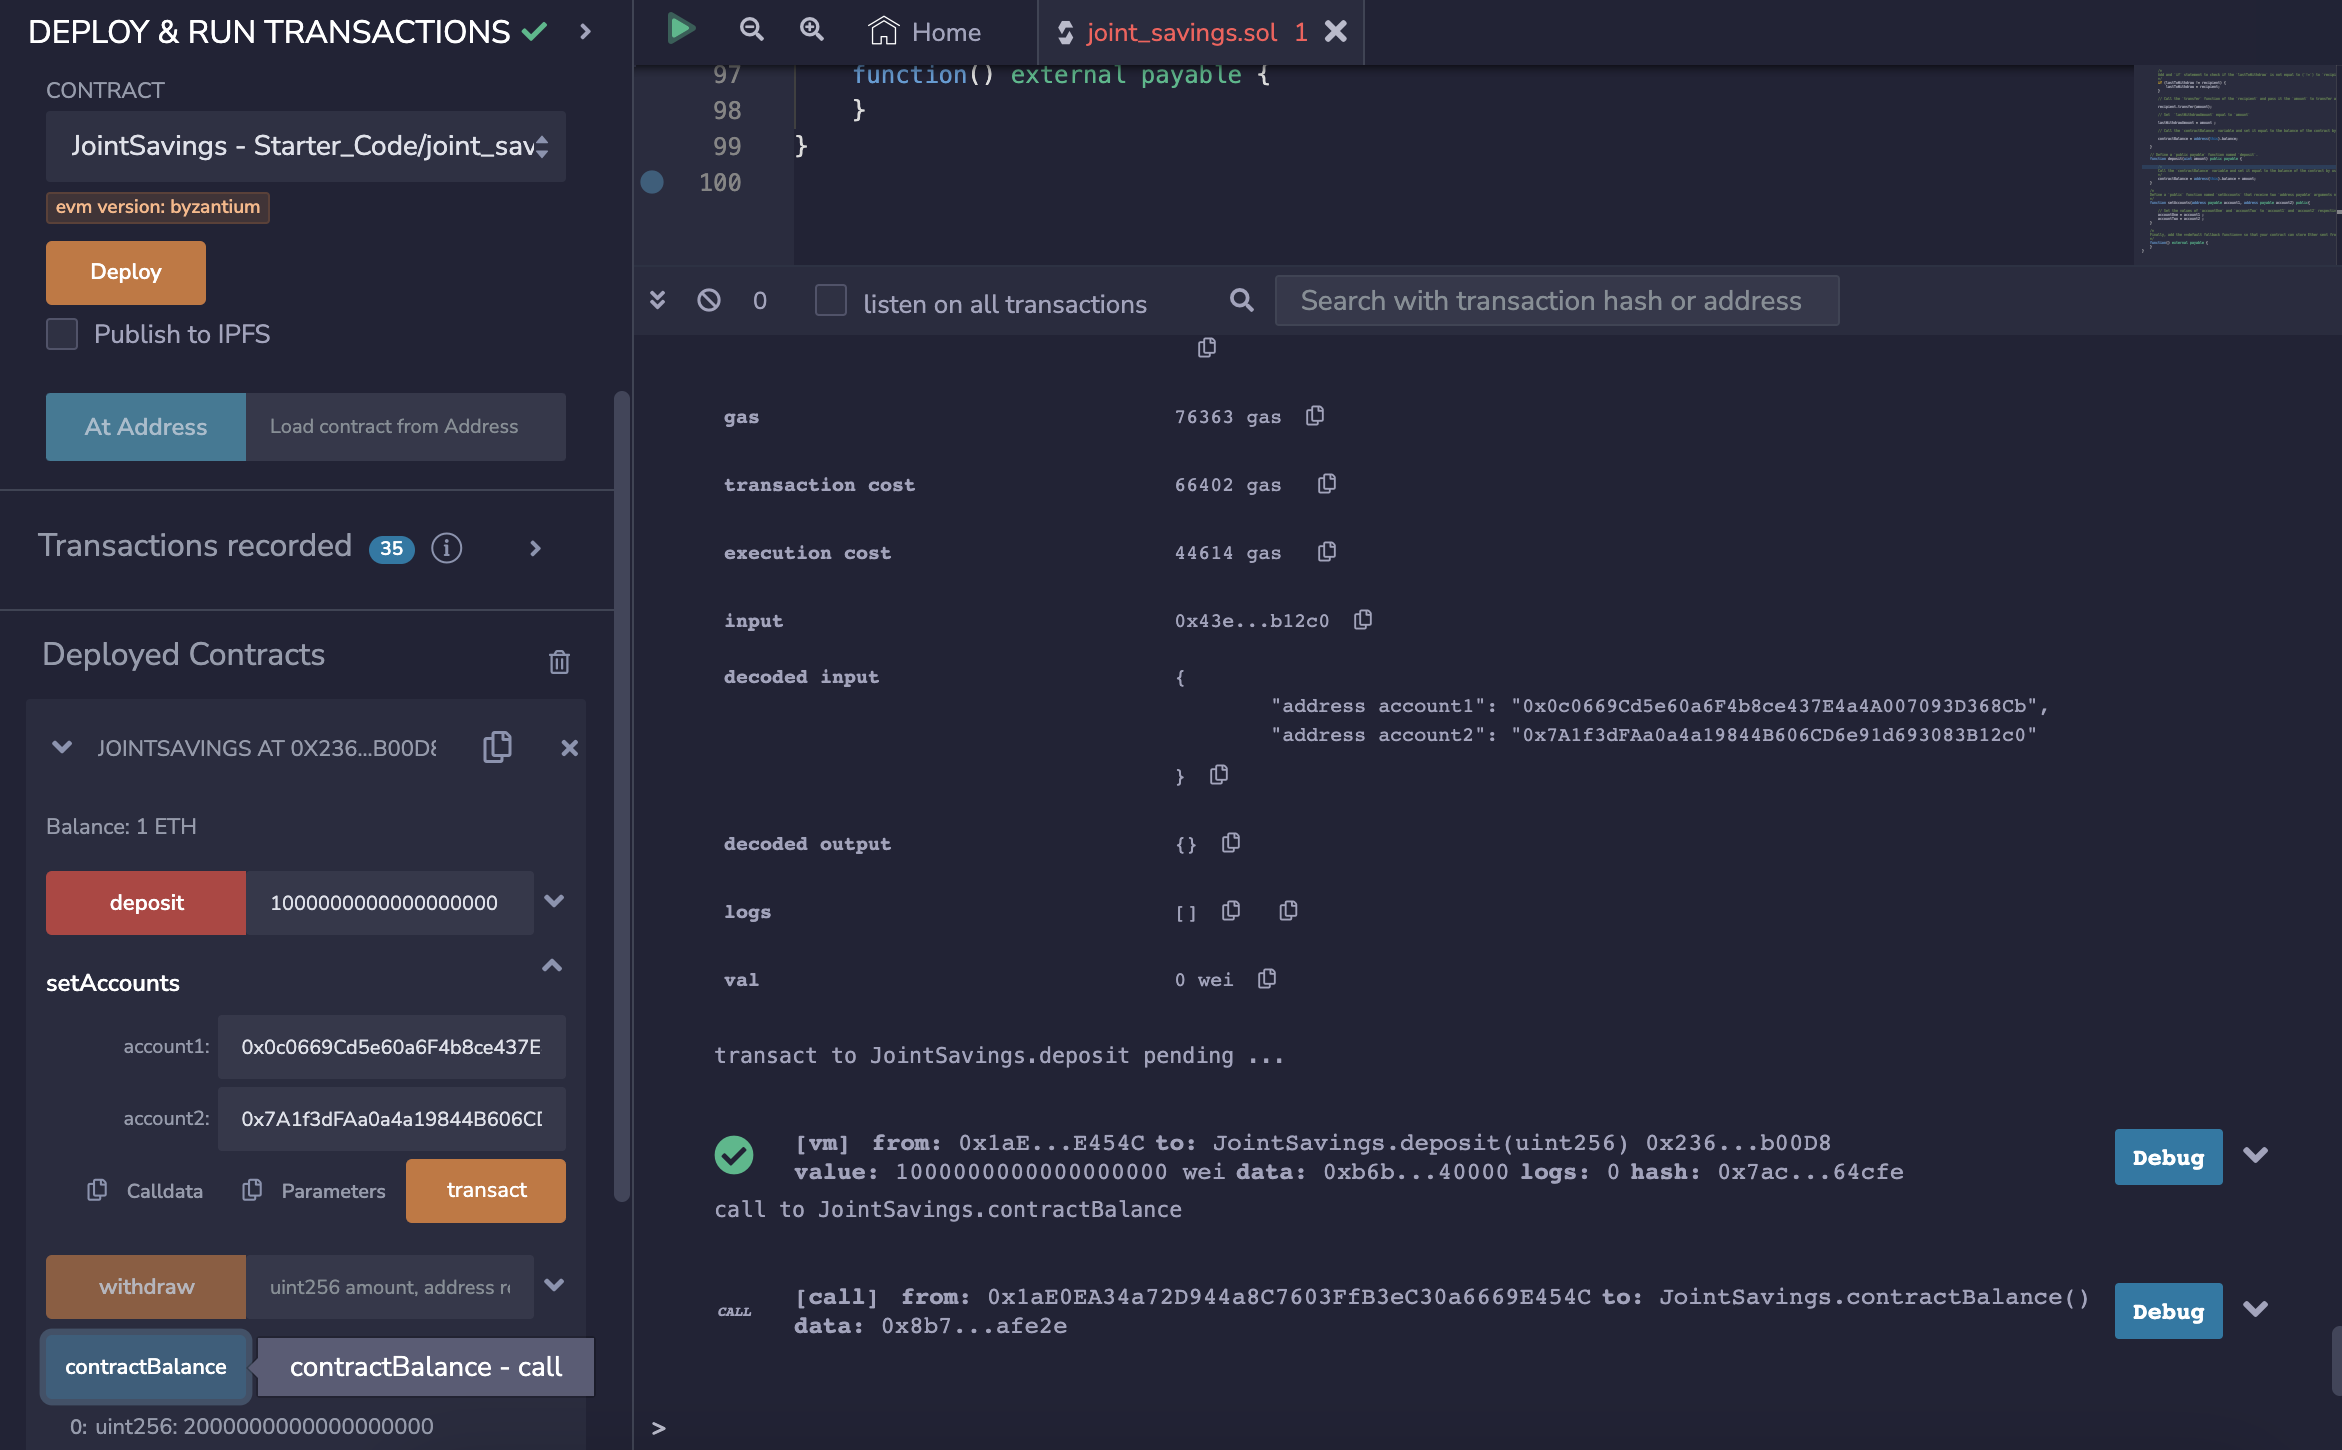 DEPLOY & RUN TRANSACTIONS
CONTRACT
JointSavings - Starter_Code/joint_sav
evm version: byzantium
Deploy
Publish to IPFS
At Address
Load contract from Address
Transactions recorded 35
Deployed Contracts
JOINTSAVINGS AT 0X236...B00D8
Balance: 1 ETH
deposit 1000000000000000000
setAccounts
account1: 0x0c0669Cd5e60a6F4b8ce437E
account2: 0x7A1f3dFAa0a4a19844B606CD
Calldata Parameters transact
withdraw uint256 amount, address re
contractBalance
contractBalance - call
0: uint256: 2000000000000000000
Home
joint_savings.sol 1
97 function() external payable {
98 }
99 }
100
0 listen on all transactions
Search with transaction hash or address
gas 76363 gas
transaction cost 66402 gas
execution cost 44614 gas
input 0x43e...b12c0
decoded input {
"address account1": "0x0c0669Cd5e60a6F4b8ce437E4a4A007093D368Cb",
"address account2": "0x7A1f3dFAa0a4a19844B606CD6e91d693083B12c0"
}
decoded output {}
logs []
val 0 wei
transact to JointSavings.deposit pending ...
[vm] from: 0x1aE...E454C to: JointSavings.deposit(uint256) 0x236...b00D8
value: 1000000000000000000 wei data: 0xb6b...40000 logs: 0 hash: 0x7ac...64cfe
Debug
call to JointSavings.contractBalance
CALL
[call] from: 0x1aE0EA34a72D944a8C7603FfB3eC30a6669E454C to: JointSavings.contractBalance()
data: 0x8b7...afe2e
Debug
>